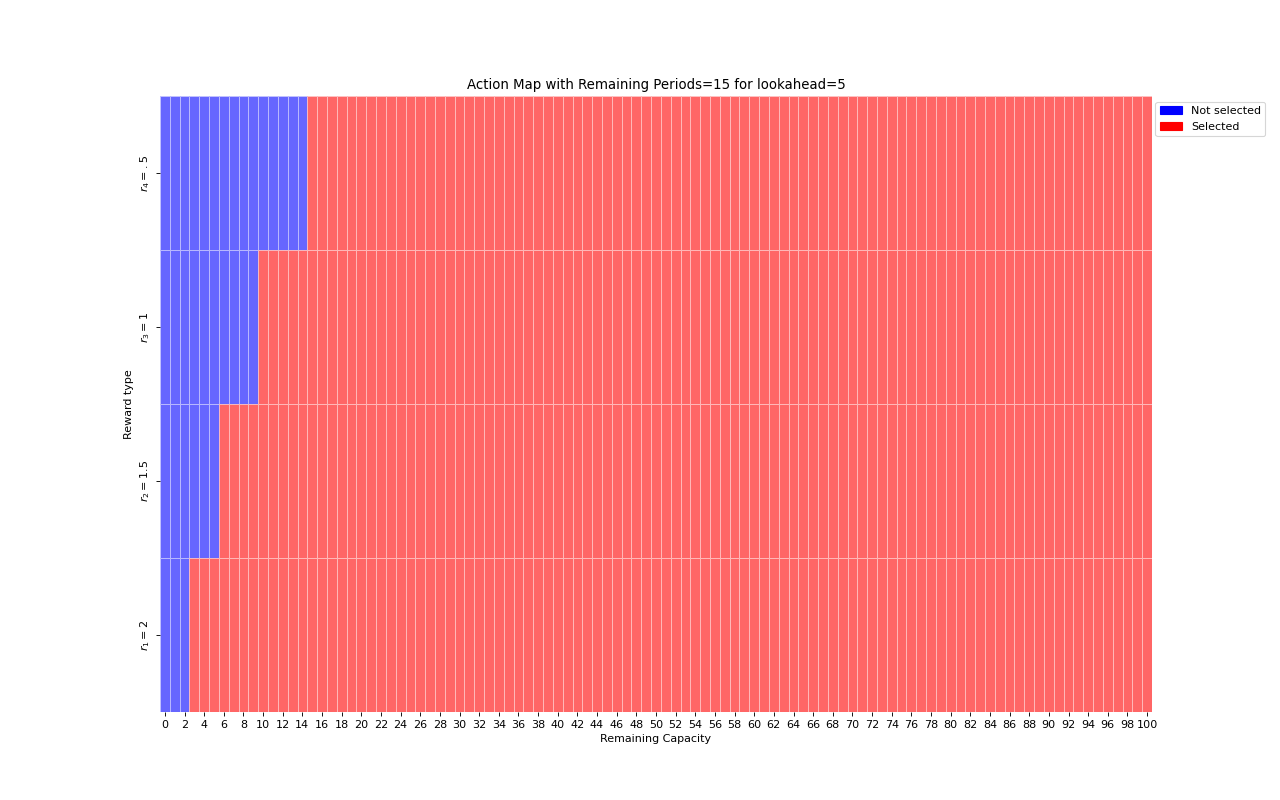 Action Map with Remaining Periods=15 for lookahead=5
Not selected
Selected
Reward type
r₄ = .5
r₃ = 1
r₂ = 1.5
r₁ = 2
0 2 4 6 8 10 12 14 16 18 20 22 24 26 28 30 32 34 36 38 40 42 44 46 48 50 52 54 56 58 60 62 64 66 68 70 72 74 76 78 80 82 84 86 88 90 92 94 96 98 100
Remaining Capacity